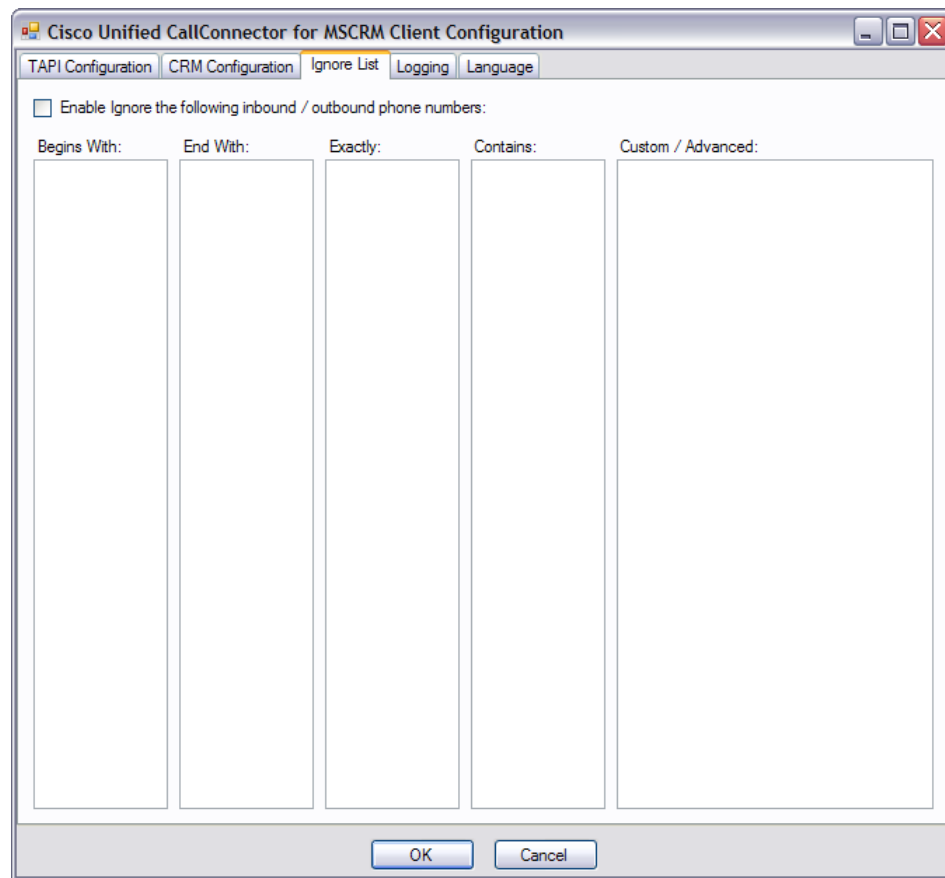 Cisco Unified CallConnector for MSCRM Client Configuration
TAPI Configuration CRM Configuration Ignore List Logging Language
Enable Ignore the following inbound / outbound phone numbers:
Begins With: End With: Exactly: Contains: Custom / Advanced:
OK Cancel